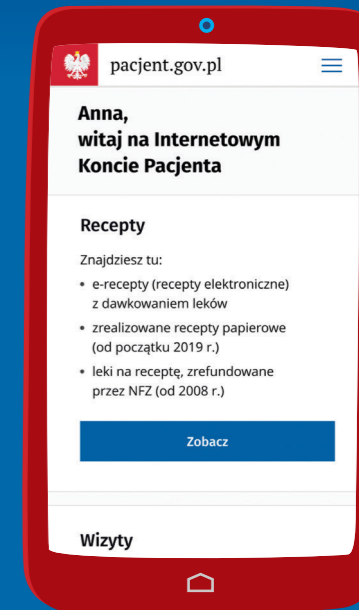 pacjent.gov.pl
Anna,
witaj na Internetowym
Koncie Pacjenta
Recepty
Znajdziesz tu:
• e-recepty (recepty elektroniczne)
z dawkowaniem leków
• zrealizowane recepty papierowe
(od początku 2019 r.)
• leki na receptę, zrefundowane
przez NFZ (od 2008 r.)
Zobacz
Wizyty